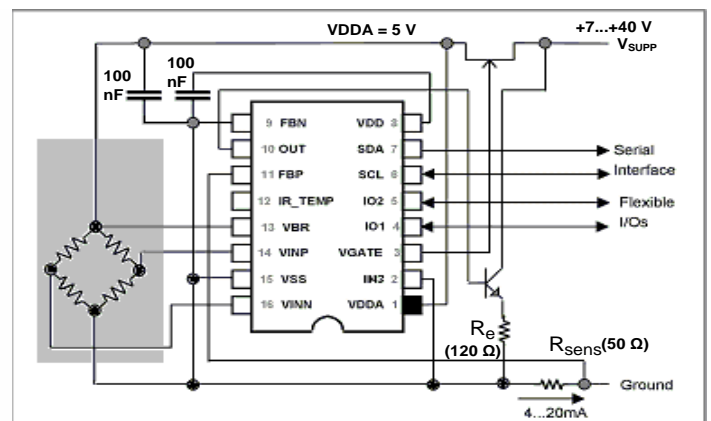 VDDA = 5 V
+7...+40 V
VSUPP
100
nF
100
nF
9 FBN
VDD 8
10 OUT
SDA 7
Serial
11 FBP
SCL 6
Interface
12 IR_TEMP
IO2 5
Flexible
13 VBR
IO1 4
I/Os
14 VINP
VGATE 3
15 VSS
IN3 2
16 VINN
VDDA 1
Re
(120 Ω)
Rsens(50 Ω)
Ground
4...20mA